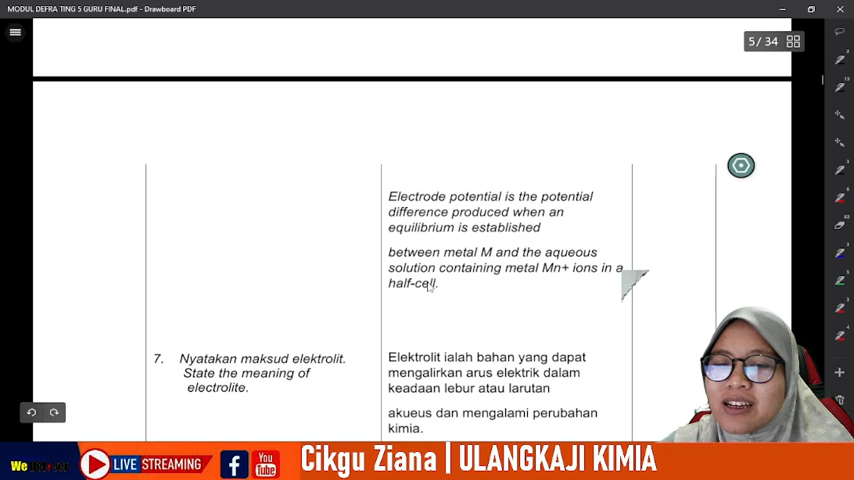 MODUL DEFRA TING 5 GURU FINAL.pdf - Drawboard PDF
5 / 34
Electrode potential is the potential
difference produced when an
equilibrium is established
between metal M and the aqueous
solution containing metal Mn+ ions in a
half-cell.
7. Nyatakan maksud elektrolit.
State the meaning of
electrolyte.
Elektrolit ialah bahan yang dapat
mengalirkan arus elektrik dalam
keadaan lebur atau larutan
akueus dan mengalami perubahan
kimia.
LIVE STREAMING
You
Tube
Cikgu Ziana | ULANGKAJI KIMIA